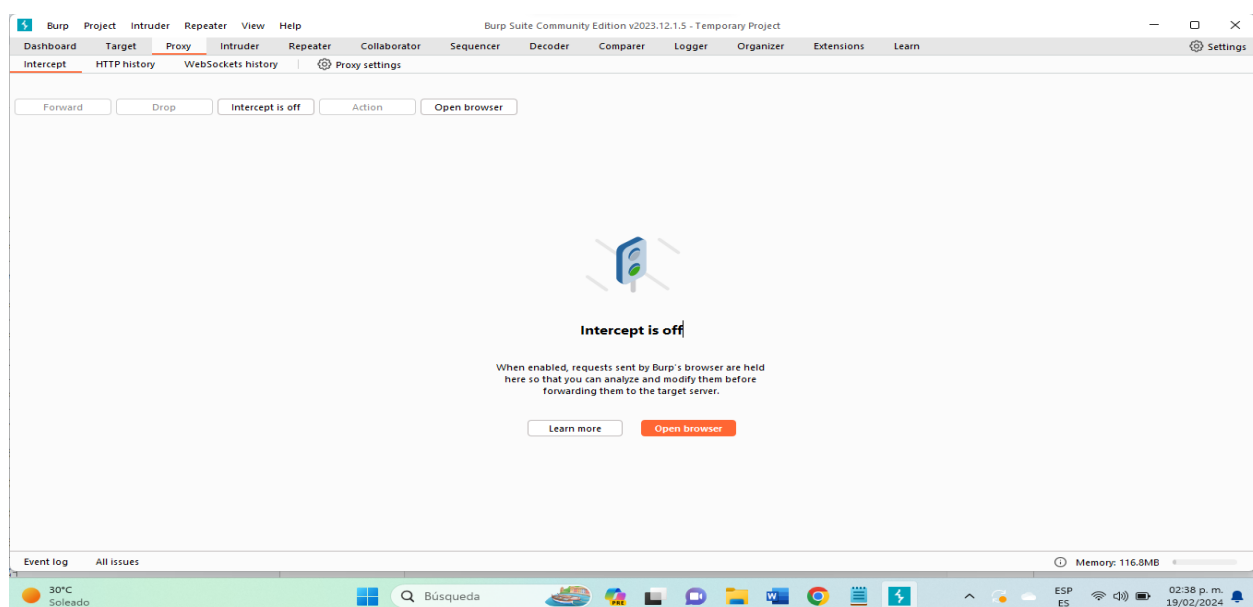 Burp Project Intruder Repeater View Help Burp Suite Community Edition v2023.12.1.5 - Temporary Project
Dashboard Target Proxy Intruder Repeater Collaborator Sequencer Decoder Comparer Logger Organizer Extensions Learn Settings
Intercept HTTP history WebSockets history Proxy settings
Forward Drop Intercept is off Action Open browser
Intercept is off
When enabled, requests sent by Burp's browser are held
here so that you can analyze and modify them before
forwarding them to the target server.
Learn more Open browser
Event log All issues Memory: 116.8MB
30°C Búsqueda PRE W ESP 02:38 p. m.
Soleado ES 19/02/2024